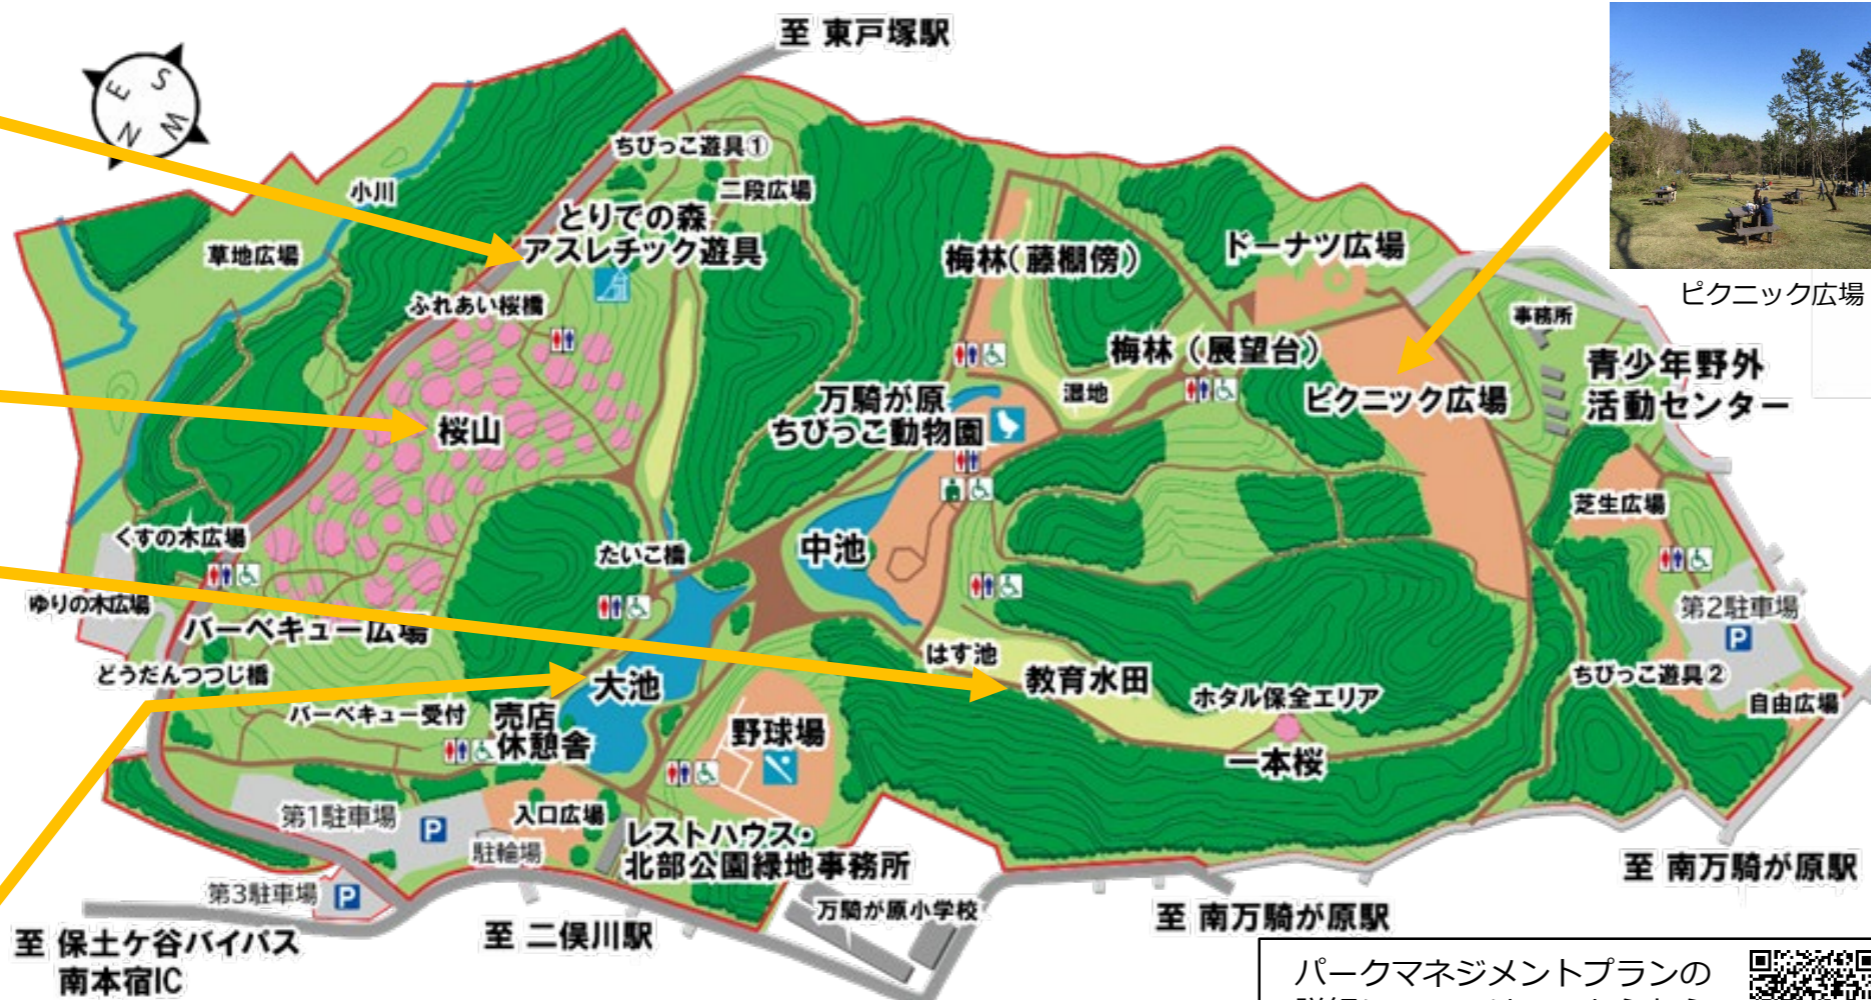 至 東戸塚駅
E S
N W
ちびっこ遊具①
小川
二段広場
とりでの森
アスレチック遊具
草地広場
梅林(藤棚傍)
ドーナツ広場
ピクニック広場
ふれあい桜橋
事務所
梅林（展望台）
青少年野外
活動センター
湿地
万騎が原
ちびっこ動物園
ピクニック広場
桜山
芝生広場
くすの木広場
たいこ橋
中池
ゆりの木広場
第2駐車場
P
バーベキュー広場
はす池
教育水田
どうだんつつじ橋
大池
ホタル保全エリア
ちびっこ遊具②
自由広場
バーベキュー受付
売店
休憩舎
野球場
一本桜
第1駐車場
P
入口広場
駐輪場
レストハウス・
北部公園緑地事務所
第3駐車場
P
至 南万騎が原駅
万騎が原小学校
至 南万騎が原駅
至 二俣川駅
至 保土ケ谷バイパス
南本宿IC
パークマネジメントプランの